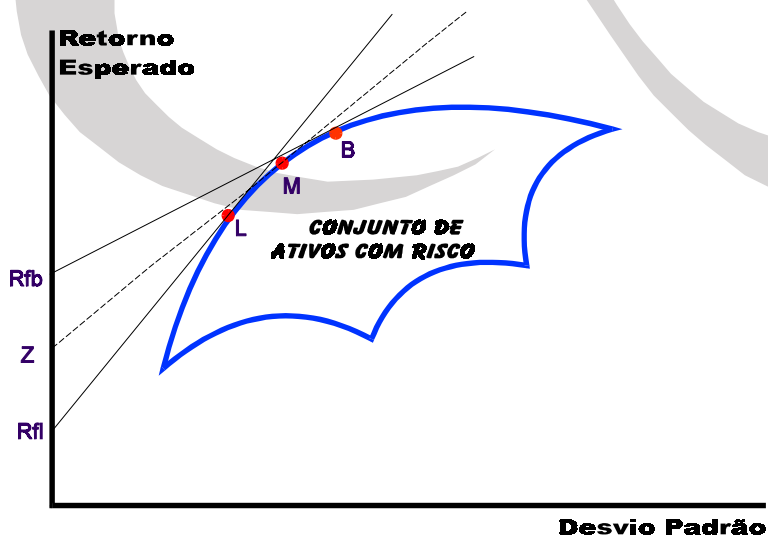 Retorno
Esperado
B
M
L
CONJUNTO DE
ATIVOS COM RISCO
Rfb
Z
Rfl
Desvio Padrão